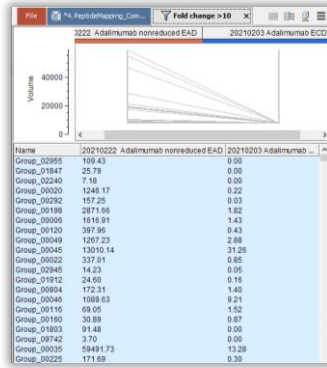 File *4. PeptideMapping_Com... Fold change >10 x
0222 Adalimumab nonreduced EAD 20210203 Adalimumab ECD
Volume
40000
20000
0
Name 20210222 Adalimumab nonreduced EAD 20210203 Adalimumab ...
Group_02955 109.43 0.00
Group_01847 25.79 0.00
Group_02240 7.18 0.00
Group_00020 1246.17 0.22
Group_00292 157.25 0.03
Group_00198 2871.66 1.82
Group_00006 1616.91 1.43
Group_00120 397.96 0.43
Group_00049 1267.23 2.88
Group_00045 13010.14 31.26
Group_00022 337.01 0.85
Group_02945 14.23 0.05
Group_01912 24.60 0.16
Group_00804 172.31 1.40
Group_00046 1089.63 9.21
Group_00116 69.05 1.52
Group_00160 30.89 0.87
Group_01803 91.48 0.00
Group_09742 3.70 0.00
Group_00035 59491.73 13.28
Group_00225 171.69 0.30